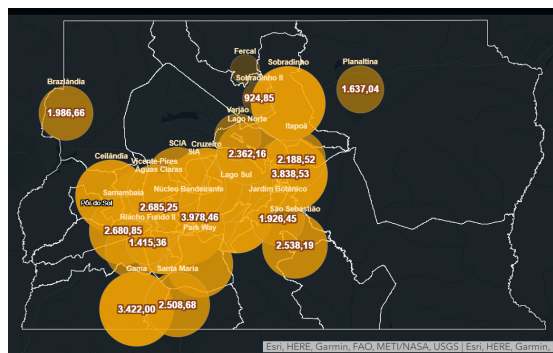 Fercal
Sobradinho
Planaltina
Sobradinho II
Brazlândia
1.637,04
924,85
1.986,66
Varjão
Lago Norte
Itapoã
SCIA Cruzeiro
SIA
2.362,16
Ceilândia
Vicente Pires
2.188,52
Águas Claras
Lago Sul
3.838,53
Samambaia
Núcleo Bandeirante
Jardim Botânico
Pôr do Sol
2.685,25
São Sebastião
Riacho Fundo II
3.978,46
1.926,45
2.680,85
Park Way
1.415,36
2.538,19
Gama
Santa Maria
3.422,00
2.508,68
Esri, HERE, Garmin, FAO, METI/NASA, USGS | Esri, HERE, Garmin,